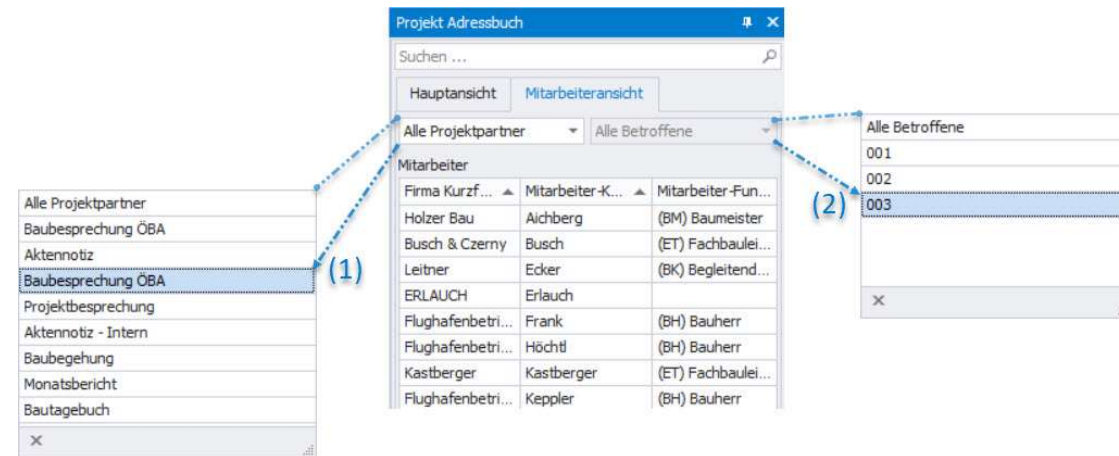 Projekt Adressbuch
Suchen ...
Hauptansicht Mitarbeiteransicht
Alle Projektpartner Alle Betroffene
Mitarbeiter
Firma Kurzf... Mitarbeiter-K... Mitarbeiter-Fun...
Holzer Bau Aichberg (BM) Baumeister
Busch & Czerny Busch (ET) Fachbaulei...
Leitner Ecker (BK) Begleitend...
ERLAUCH Erlauch
Flughafenbetri... Frank (BH) Bauherr
Flughafenbetri... Höchtl (BH) Bauherr
Kastberger Kastberger (ET) Fachbaulei...
Flughafenbetri... Keppler (BH) Bauherr
Alle Projektpartner
Baubesprechung ÖBA
Aktennotiz
Baubesprechung ÖBA
Projektbesprechung
Aktennotiz - Intern
Baubegehung
Monatsbericht
Bautagebuch
(1)
Alle Betroffene
001
002
003
(2)